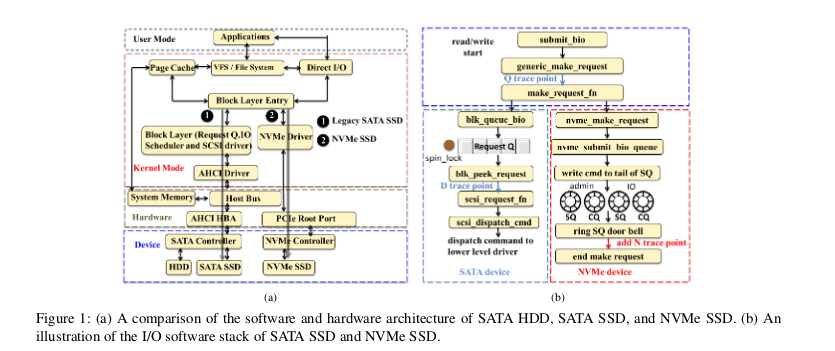 User Mode
Applications
Page Cache
VFS / File System
Direct I/O
Block Layer Entry
1
2
1 Legacy SATA SSD
2 NVMe SSD
Block Layer (Request Q,IO
Scheduler and SCSI driver)
NVMe Driver
Kernel Mode
AHCI Driver
System Memory
Host Bus
Hardware
AHCI HBA
PCIe Root Port
Device
SATA Controller
NVMe Controller
HDD
SATA SSD
NVMe SSD
(a)
read/write
start
submit_bio
generic_make_request
Q trace point
make_request_fn
blk_queue_bio
Request Q
spin_lock
blk_peek_request
D trace point
scsi_request_fn
scsi_dispatch_cmd
dispatch command to
lower level driver
SATA device
nvme_make_request
nvme_submit_bio_queue
write cmd to tail of SQ
admin IO
SQ CQ SQ CQ
ring SQ door bell
add N trace point
end make request
NVMe device
(b)
Figure 1: (a) A comparison of the software and hardware architecture of SATA HDD, SATA SSD, and NVMe SSD. (b) An
illustration of the I/O software stack of SATA SSD and NVMe SSD.